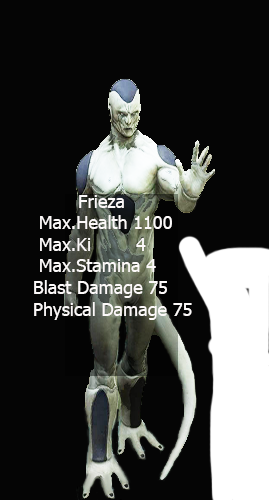 Frieza
Max.Health 1100
Max.Ki 4
Max.Stamina 4
Blast Damage 75
Physical Damage 75